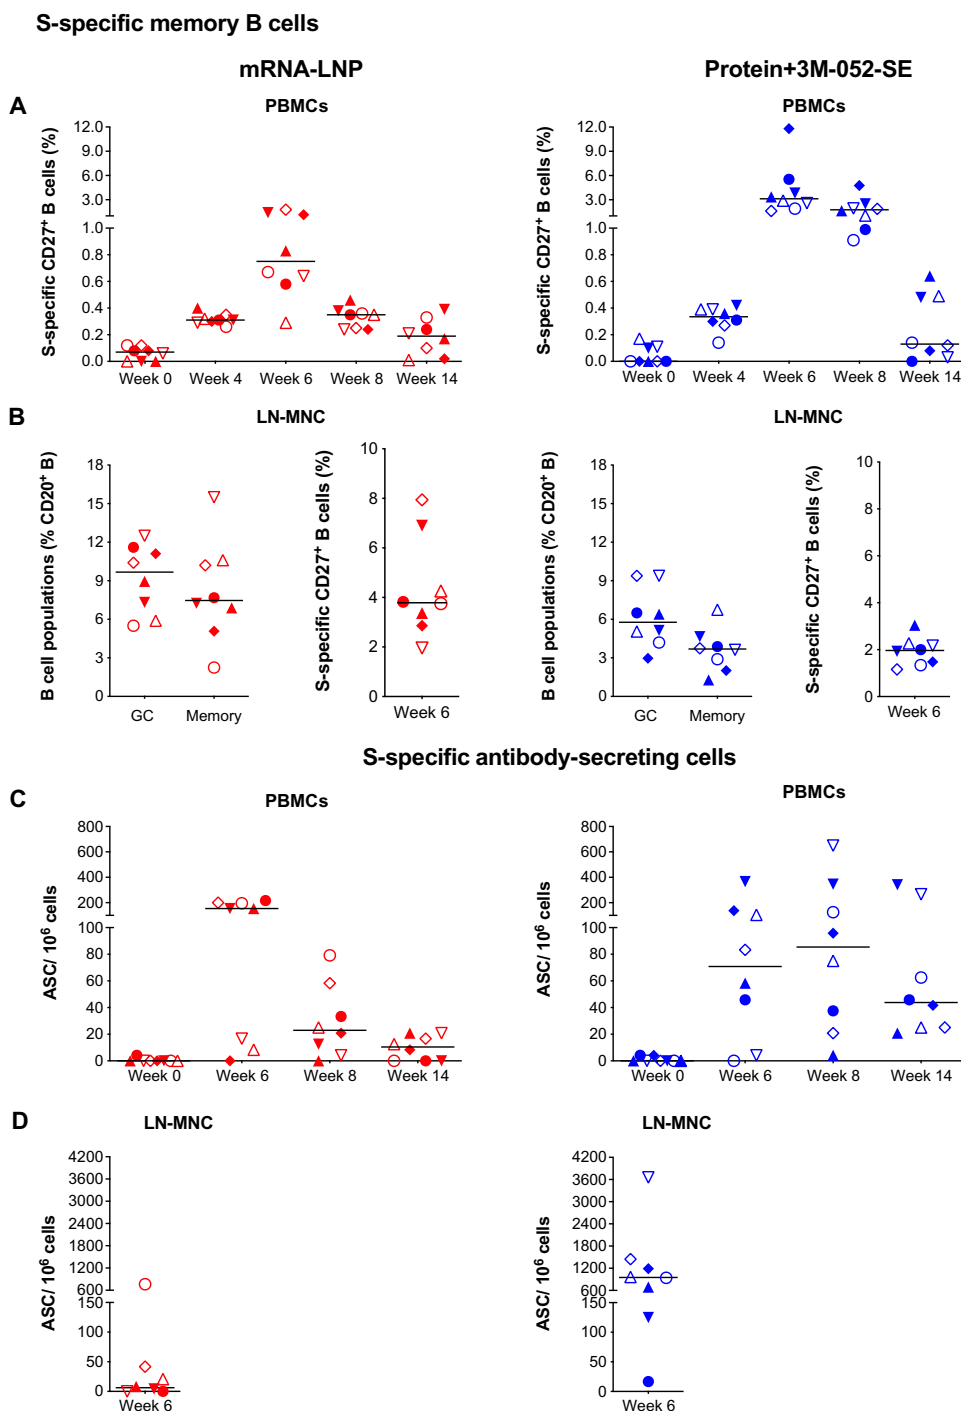 S-specific memory B cells
mRNA-LNP
Protein+3M-052-SE
A
PBMCs
S-specific CD27⁺ B cells (%)
12.0
9.0
6.0
3.0
0.8
0.6
0.4
0.2
0.0
Week 0
Week 4
Week 6
Week 8
Week 14
PBMCs
S-specific CD27⁺ B cells (%)
12.0
9.0
6.0
3.0
1.0
0.8
0.6
0.4
0.2
0.0
Week 0
Week 4
Week 6
Week 8
Week 14
B
LN-MNC
B cell populations (% CD20⁺ B)
18
15
12
9
6
3
0
GC
Memory
S-specific CD27⁺ B cells (%)
10
8
6
4
2
0
Week 6
LN-MNC
B cell populations (% CD20⁺ B)
18
15
12
9
6
3
0
GC
Memory
S-specific CD27⁺ B cells (%)
10
8
6
4
2
0
Week 6
S-specific antibody-secreting cells
C
PBMCs
ASC/ 10⁶ cells
800
600
400
200
100
80
60
40
20
0
Week 0
Week 6
Week 8
Week 14
PBMCs
ASC/ 10⁶ cells
800
600
400
200
100
80
60
40
20
0
Week 0
Week 6
Week 8
Week 14
D
LN-MNC
ASC/ 10⁶ cells
4200
3600
3000
2400
1800
1200
600
150
100
50
0
Week 6
LN-MNC
ASC/ 10⁶ cells
4200
3600
3000
2400
1800
1200
600
150
100
50
0
Week 6